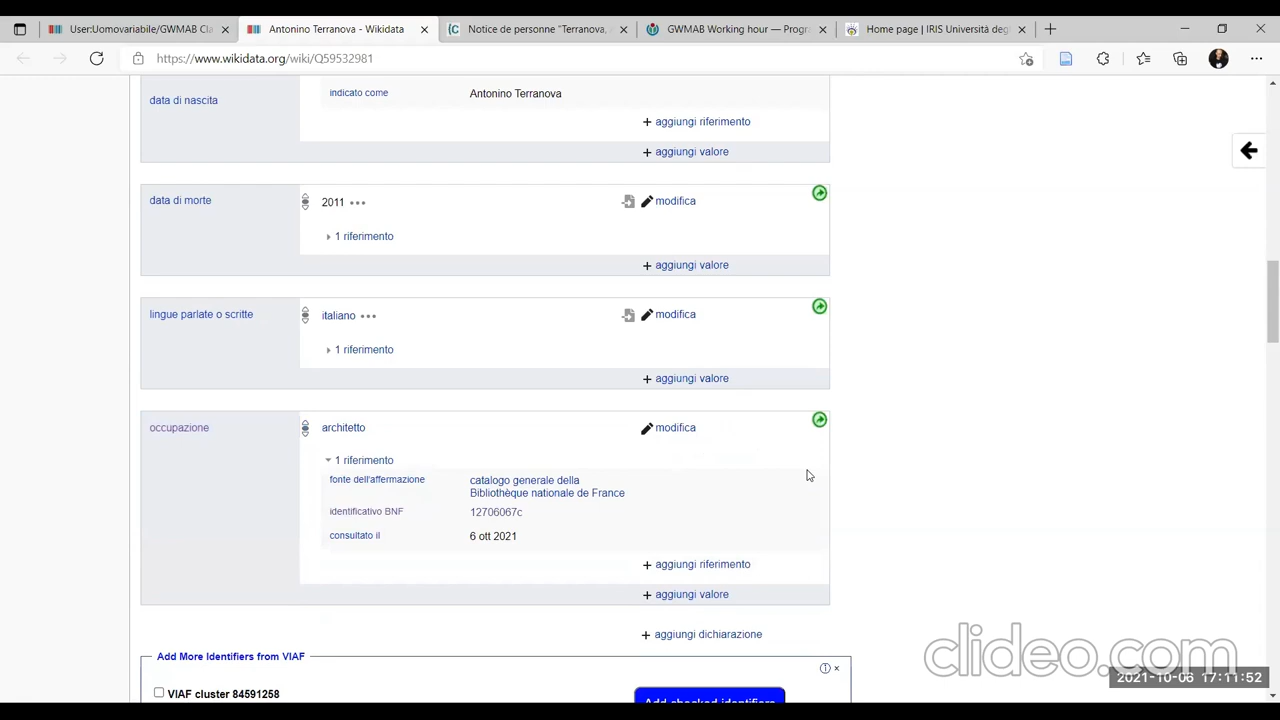 User:Uomovariabile/GWMAB Cla
Antonino Terranova - Wikidata
Notice de personne "Terranova,
GWMAB Working hour — Progr
Home page | IRIS Università deg
https://www.wikidata.org/wiki/Q59532981
data di nascita
indicato come
Antonino Terranova
+ aggiungi riferimento
+ aggiungi valore
data di morte
2011
modifica
1 riferimento
+ aggiungi valore
lingue parlate o scritte
italiano
modifica
1 riferimento
+ aggiungi valore
occupazione
architetto
modifica
1 riferimento
fonte dell'affermazione
catalogo generale della
Bibliothèque nationale de France
identificativo BNF
12706067c
consultato il
6 ott 2021
+ aggiungi riferimento
+ aggiungi valore
+ aggiungi dichiarazione
Add More Identifiers from VIAF
VIAF cluster 84591258
Add checked identifiers
clideo.com
2021-10-06 17:11:52